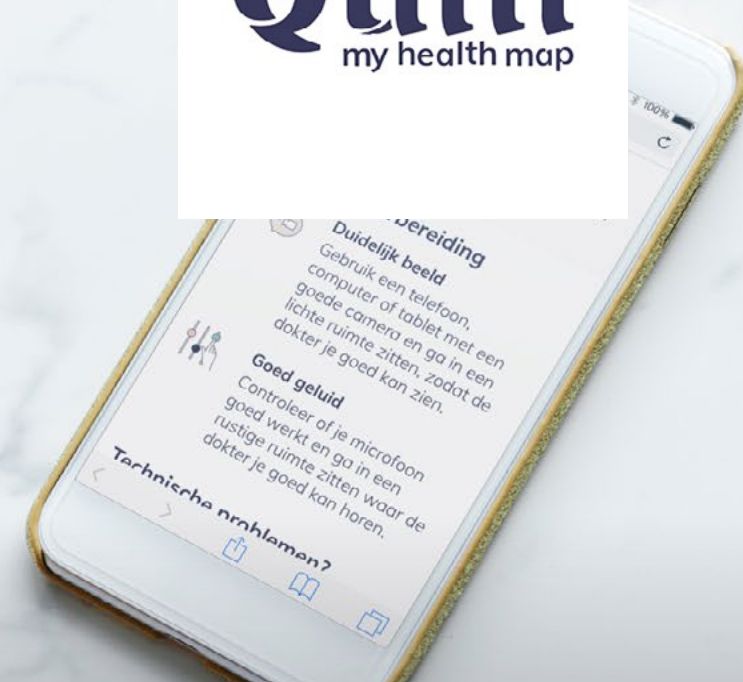 my health map
100%
Duidelijk beeld
Gebruik een telefoon,
computer of tablet met een
goede camera en ga in een
lichte ruimte zitten, zodat de
dokter je goed kan zien.
Goed geluid
Controleer of je microfoon
goed werkt en ga in een
rustige ruimte zitten waar de
dokter je goed kan horen.
Technische problemen?